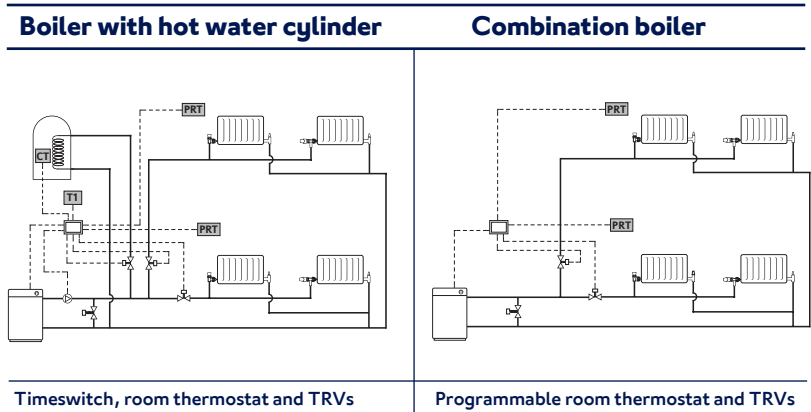 Boiler with hot water cylinder
Combination boiler
PRT
CT
T1
PRT
PRT
PRT
Timeswitch, room thermostat and TRVs
Programmable room thermostat and TRVs